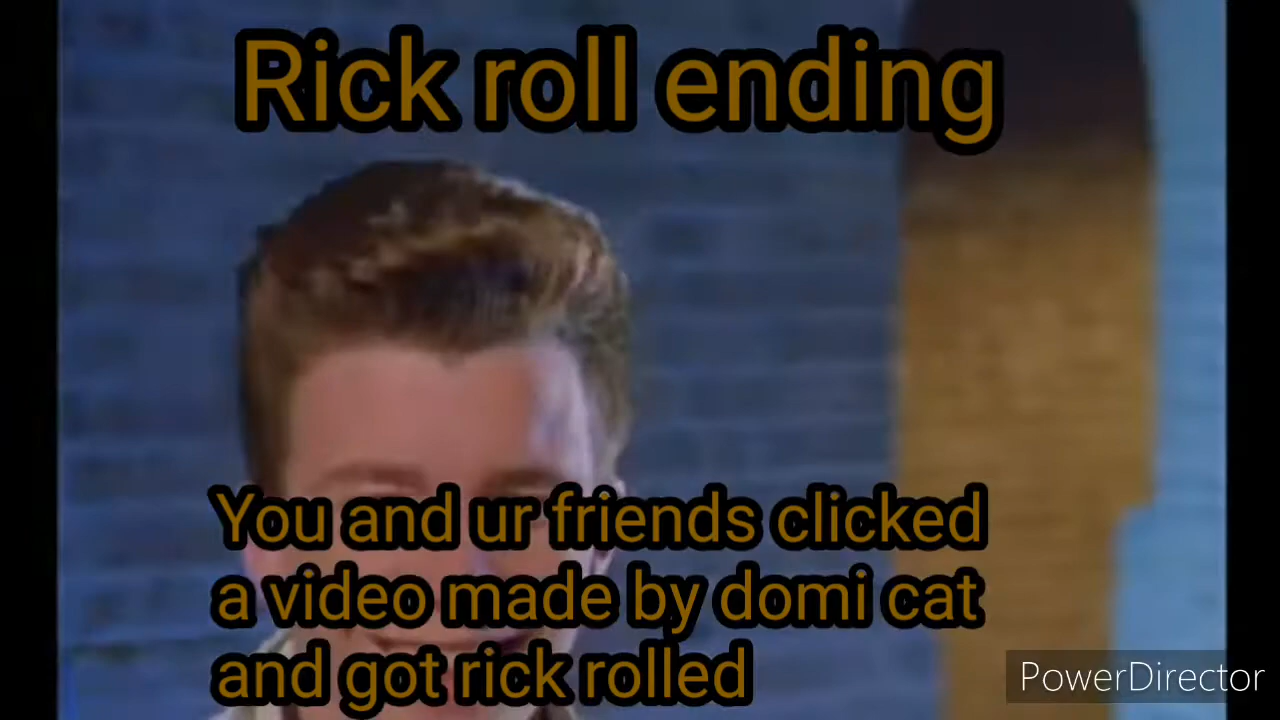 Rick roll ending
You and ur friends clicked
a video made by domi cat
and got rick rolled
PowerDirector